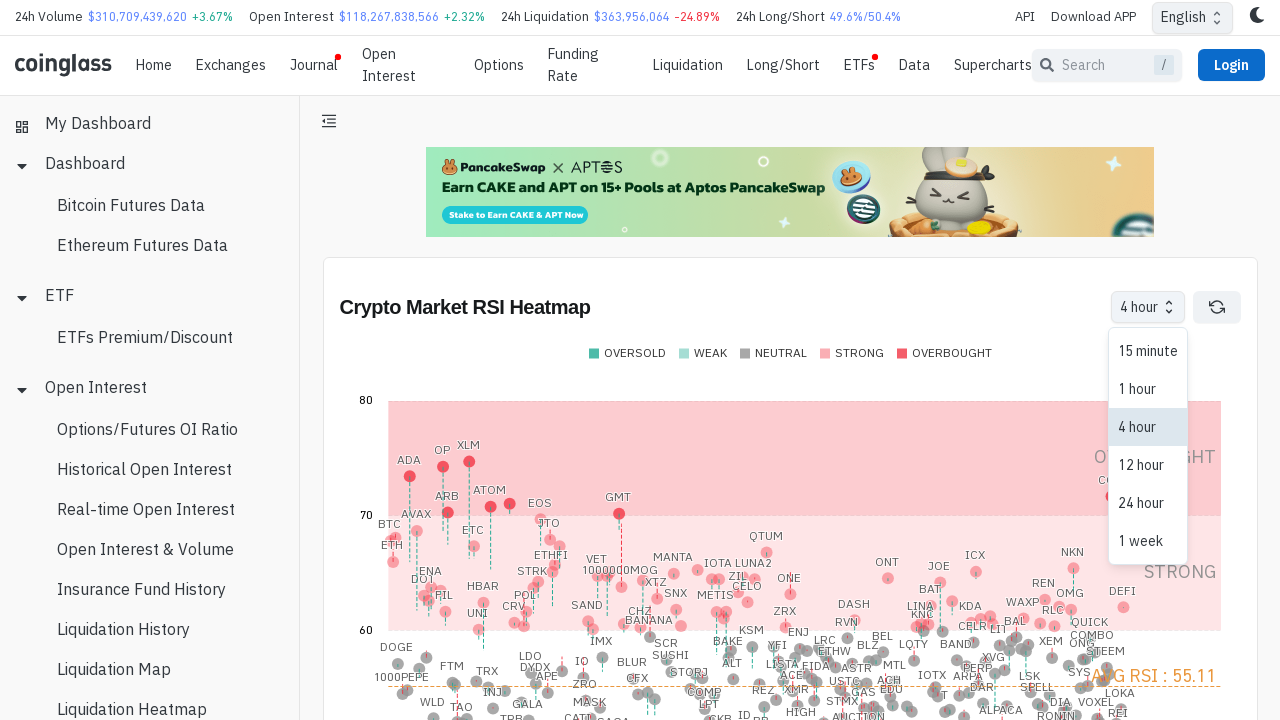 24h Volume $310,709,439,620 +3.67% Open Interest $118,267,838,566 +2.32% 24h Liquidation $363,956,064 -24.89% 24h Long/Short 49.6%/50.4% API Download APP English
coinglass Home Exchanges Journal Open Interest Options Funding Rate Liquidation Long/Short ETFs Data Supercharts Search / Login
My Dashboard
Dashboard
Bitcoin Futures Data
Ethereum Futures Data
ETF
ETFs Premium/Discount
Open Interest
Options/Futures OI Ratio
Historical Open Interest
Real-time Open Interest
Open Interest & Volume
Insurance Fund History
Liquidation History
Liquidation Map
Liquidation Heatmap
PancakeSwap X APTOS
Earn CAKE and APT on 15+ Pools at Aptos PancakeSwap
Stake to Earn CAKE & APT Now
Crypto Market RSI Heatmap
4 hour
15 minute
1 hour
4 hour
12 hour
24 hour
1 week
OVERSOLD WEAK NEUTRAL STRONG OVERBOUGHT
80
70
60
STRONG
AVG RSI : 55.11
XLM
OP
ADA
ARB
ATOM
EOS
GMT
AVAX
BTC
JTO
ETC
ETH
QTUM
NKN
ICX
ETHFI
VET
MANTA
IOTA
LUNA2
ONT
JOE
ENA
DOT
STRK
1000000MOG
XTZ
ZIL
ONE
HBAR
FIL
POL
SNX
METIS
CELO
BAT
REN
OMG
DEFI
UNI
CRV
SAND
CHZ
BANANA
ZRX
DASH
RVN
LINA
KNC
KDA
WAXP
RLC
CELR
LIT
BAL
QUICK
COMBO
DOGE
KSM
ENJ
BAKE
SCR
SUSHI
YFI
LRC
ETHW
BLZ
BEL
LQTY
BAND
XEM
ONG
STEEM
1000PEPE
FTM
TRX
LDO
DYDX
APE
IO
IMX
BLUR
CFX
STORJ
ALT
LISTA
ACE
FIDA
ASTR
MTL
IOTX
XVG
PERP
ARPA
LSK
SPELL
SYS
WLD
TAO
INJ
GALA
ZRO
MASK
COMP
LPT
REZ
XMR
USTC
GAS
ACH
EDU
DAR
DIA
VOXEL
LOKA
STMX
HIGH
ID
AUCTION
ALPACA
RONIN
REI